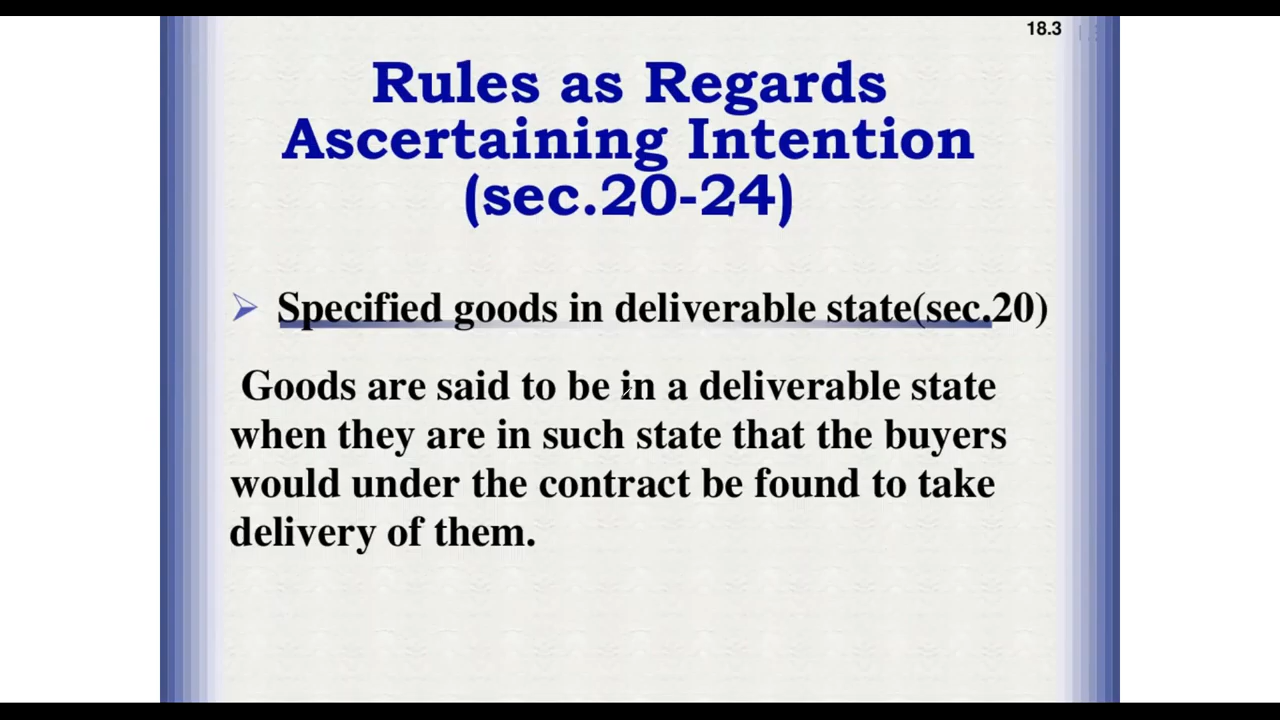 18.3
Rules as Regards
Ascertaining Intention
(sec.20-24)
Specified goods in deliverable state(sec.20)
Goods are said to be in a deliverable state
when they are in such state that the buyers
would under the contract be found to take
delivery of them.